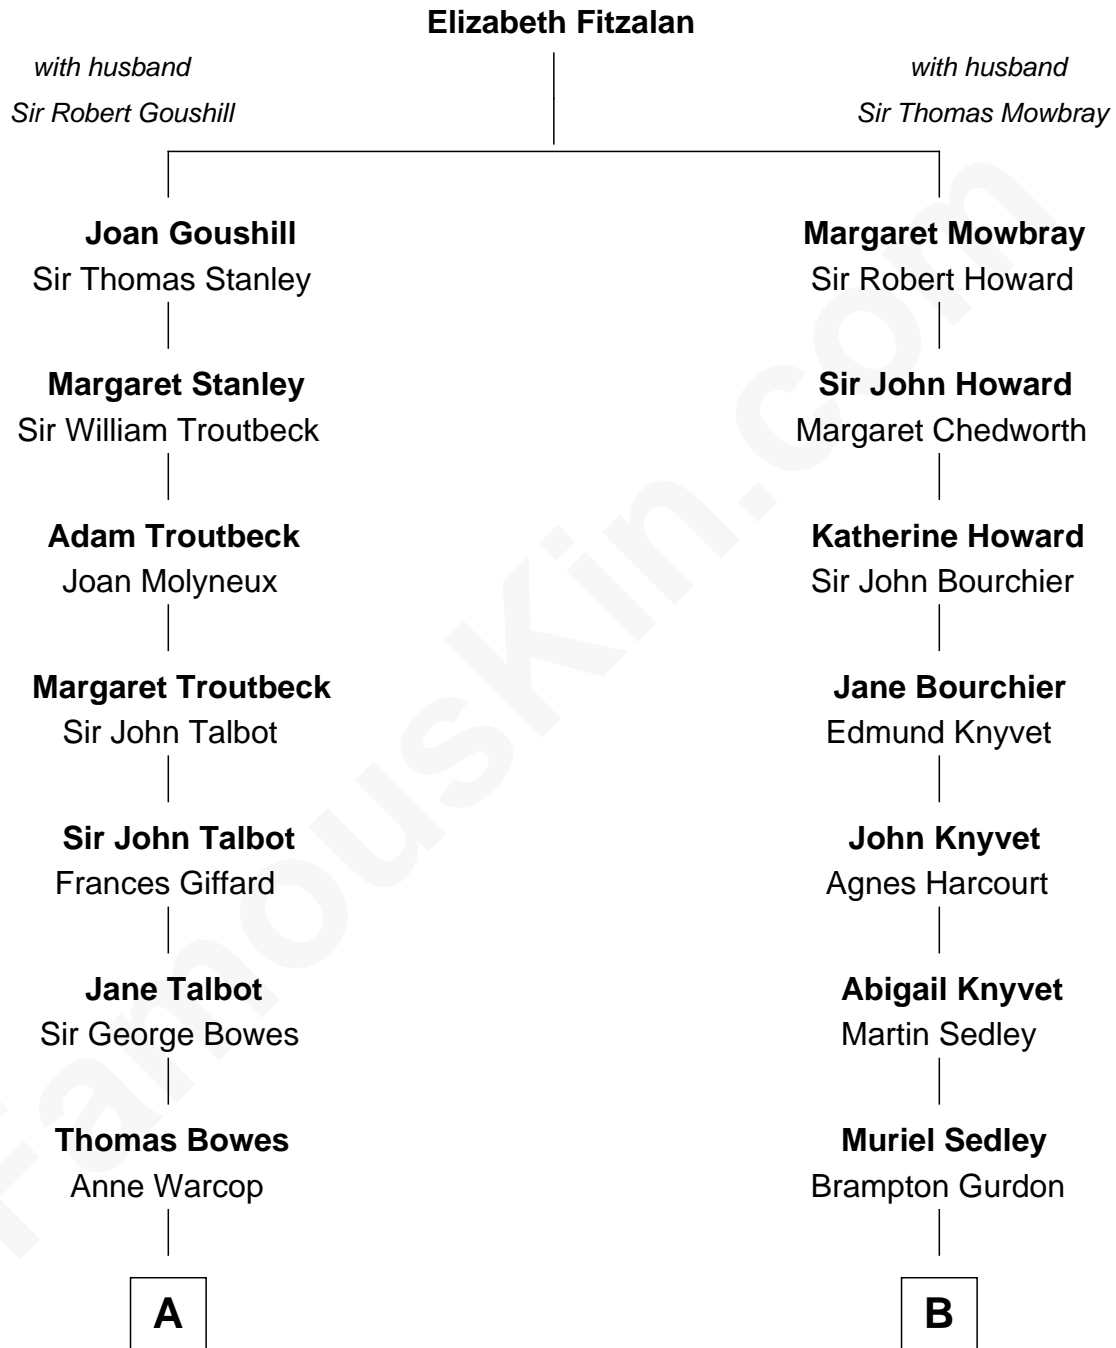 Elizabeth Fitzalan
with husband
Sir Robert Goushill
with husband
Sir Thomas Mowbray
Joan Goushill
Sir Thomas Stanley
Margaret Mowbray
Sir Robert Howard
Margaret Stanley
Sir William Troutbeck
Sir John Howard
Margaret Chedworth
Adam Troutbeck
Joan Molyneux
Katherine Howard
Sir John Bourchier
Margaret Troutbeck
Sir John Talbot
Jane Bourchier
Edmund Knyvet
Sir John Talbot
Frances Giffard
John Knyvet
Agnes Harcourt
Jane Talbot
Sir George Bowes
Abigail Knyvet
Martin Sedley
Thomas Bowes
Anne Warcop
Muriel Sedley
Brampton Gurdon
A
B
FamousKin.com